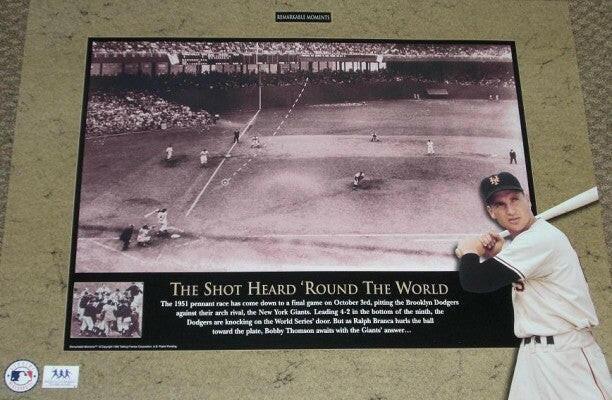 REMARKABLE MOMENTS
THE SHOT HEARD 'ROUND THE WORLD
The 1951 pennant race has come down to a final game on October 3rd, pitting the Brooklyn Dodgers
against their arch rival, the New York Giants. Leading 4-2 in the bottom of the ninth, the
Dodgers are knocking on the World Series' door. But as Ralph Branca hurls the ball
toward the plate, Bobby Thomson awaits with the Giants' answer...